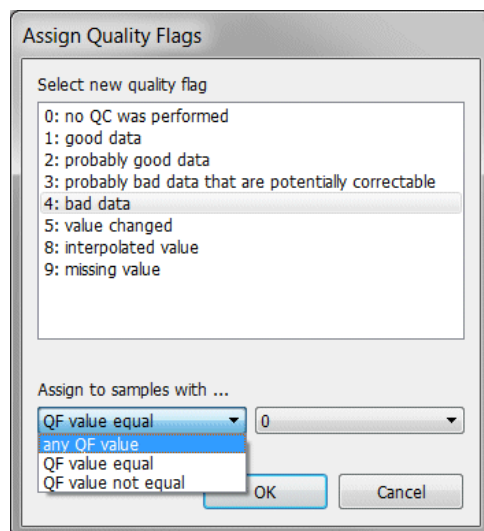 Assign Quality Flags
Select new quality flag
0: no QC was performed
1: good data
2: probably good data
3: probably bad data that are potentially correctable
4: bad data
5: value changed
8: interpolated value
9: missing value
Assign to samples with ...
QF value equal 0
any QF value
QF value equal
QF value not equal
OK Cancel